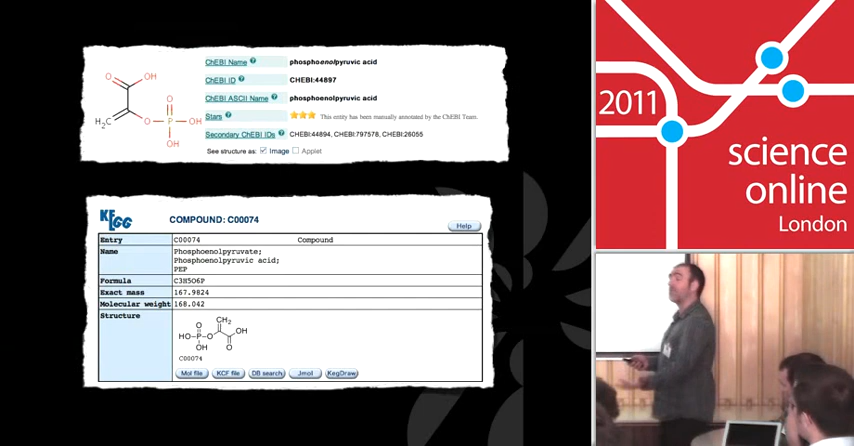 ChEBI Name phosphoenolpyruvic acid
ChEBI ID CHEBI:44897
ChEBI ASCII Name phosphoenolpyruvic acid
Stars This entity has been manually annotated by the ChEBI Team.
Secondary ChEBI IDs CHEBI:44894, CHEBI:797578, CHEBI:26055
See structure as: Image Applet
O OH
H2C O P OH
O
OH
KEGG COMPOUND: C00074
Help
Entry C00074 Compound
Name Phosphoenolpyruvate;
Phosphoenolpyruvic acid;
PEP
Formula C3H5O6P
Exact mass 167.9824
Molecular weight 168.042
Structure
O CH2
HO P O OH
OH O
C00074
Mol file KCF file DB search Jmol KegDraw
2011
science
online
London